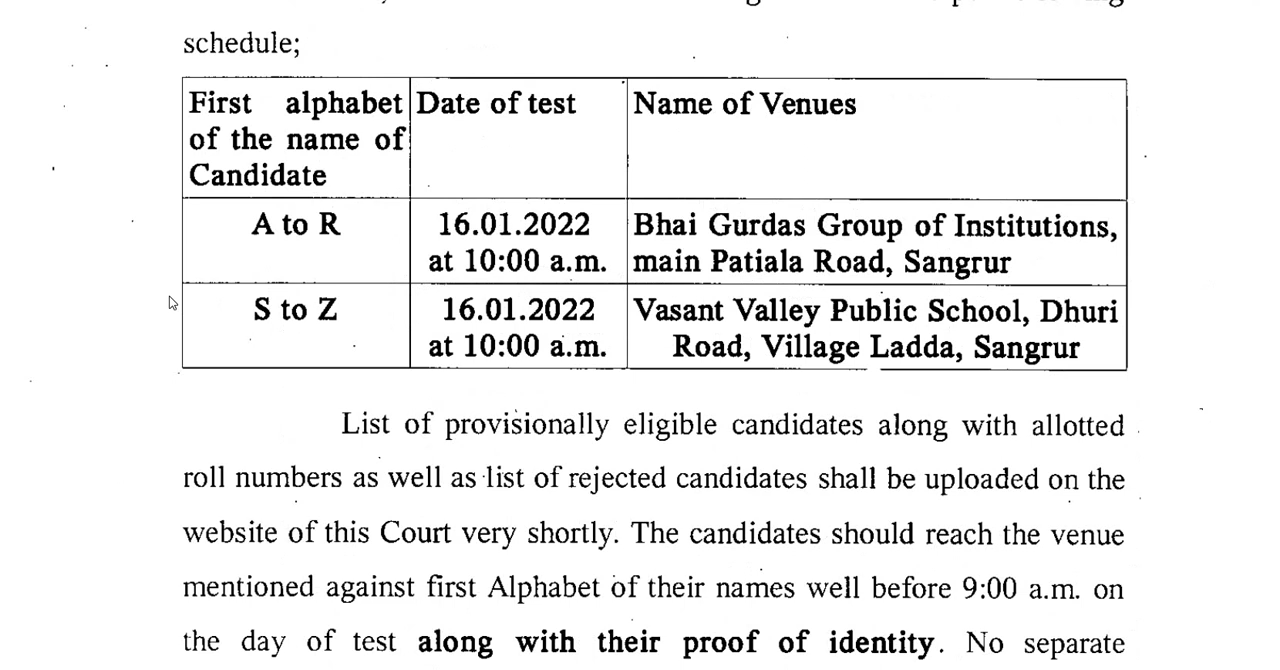 schedule;
First alphabet of the name of Candidate
Date of test
Name of Venues
A to R
16.01.2022
at 10:00 a.m.
Bhai Gurdas Group of Institutions,
main Patiala Road, Sangrur
S to Z
16.01.2022
at 10:00 a.m.
Vasant Valley Public School, Dhuri
Road, Village Ladda, Sangrur
List of provisionally eligible candidates along with allotted
roll numbers as well as list of rejected candidates shall be uploaded on the
website of this Court very shortly. The candidates should reach the venue
mentioned against first Alphabet of their names well before 9:00 a.m. on
the day of test along with their proof of identity. No separate